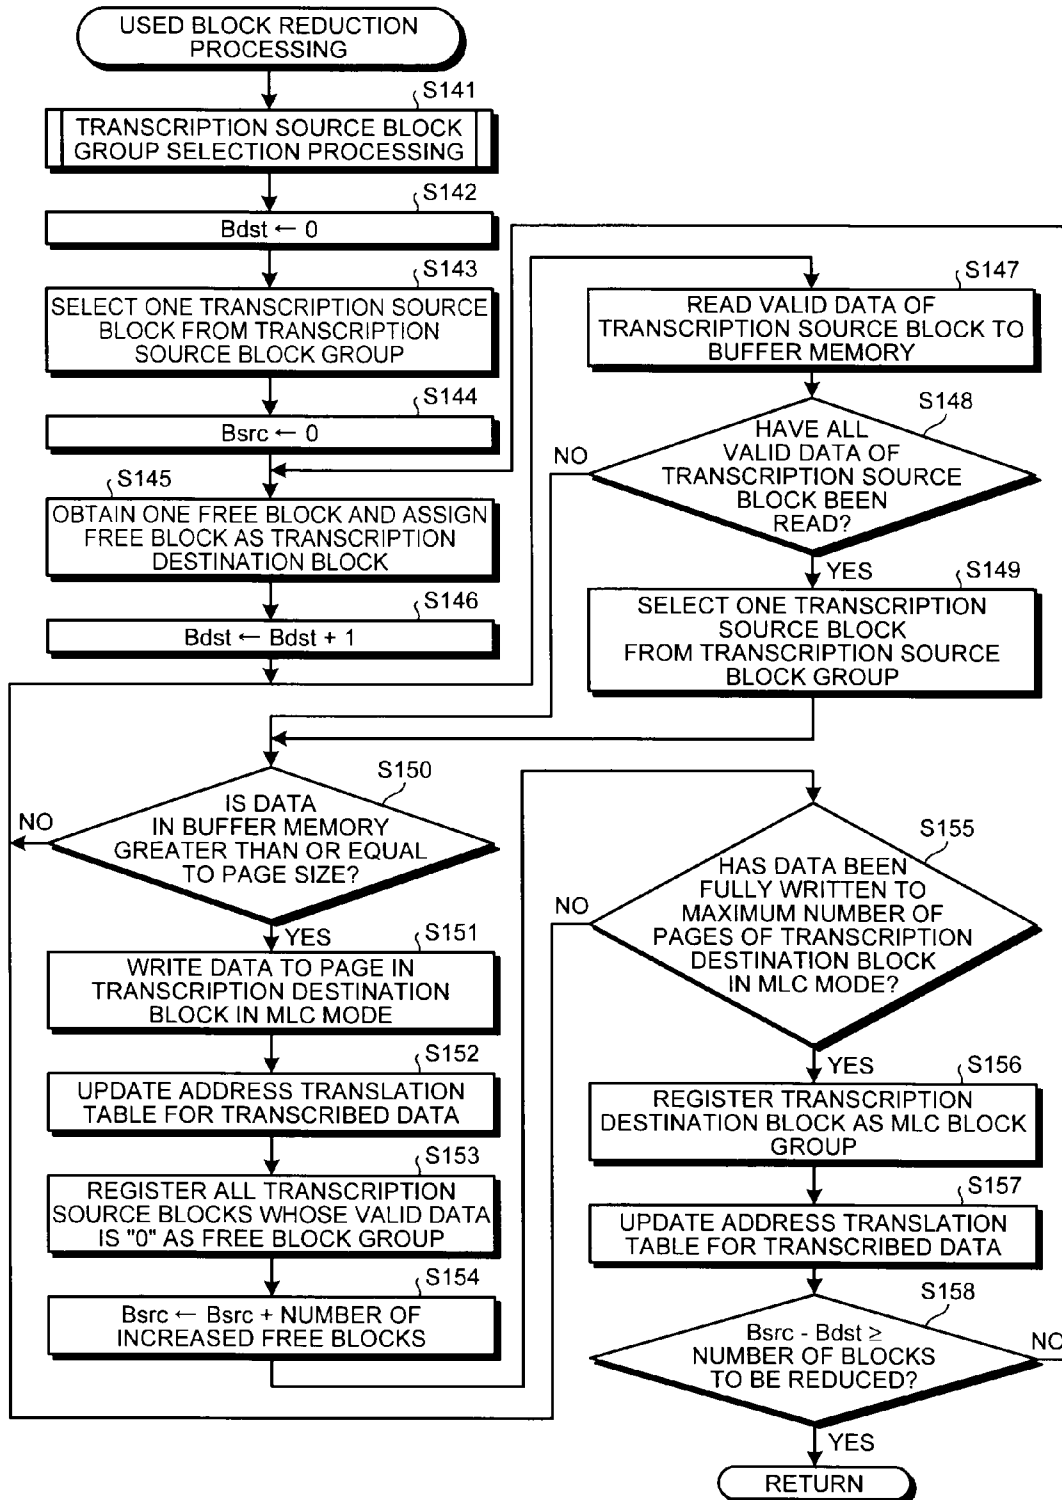 USED BLOCK REDUCTION
PROCESSING
S141
TRANSCRIPTION SOURCE BLOCK
GROUP SELECTION PROCESSING
S142
Bdst ← 0
S143
SELECT ONE TRANSCRIPTION SOURCE
BLOCK FROM TRANSCRIPTION
SOURCE BLOCK GROUP
S144
Bsrc ← 0
S145
OBTAIN ONE FREE BLOCK AND ASSIGN
FREE BLOCK AS TRANSCRIPTION
DESTINATION BLOCK
S146
Bdst ← Bdst + 1
S147
READ VALID DATA OF
TRANSCRIPTION SOURCE BLOCK TO
BUFFER MEMORY
S148
HAVE ALL
VALID DATA OF
TRANSCRIPTION SOURCE
BLOCK BEEN
READ?
NO
YES
S149
SELECT ONE TRANSCRIPTION
SOURCE BLOCK
FROM TRANSCRIPTION SOURCE
BLOCK GROUP
S150
IS DATA
IN BUFFER MEMORY
GREATER THAN OR EQUAL
TO PAGE SIZE?
NO
YES
S151
WRITE DATA TO PAGE IN
TRANSCRIPTION DESTINATION
BLOCK IN MLC MODE
S152
UPDATE ADDRESS TRANSLATION
TABLE FOR TRANSCRIBED DATA
S153
REGISTER ALL TRANSCRIPTION
SOURCE BLOCKS WHOSE VALID DATA
IS "0" AS FREE BLOCK GROUP
S154
Bsrc ← Bsrc + NUMBER OF
INCREASED FREE BLOCKS
S155
HAS DATA BEEN
FULLY WRITTEN TO
MAXIMUM NUMBER OF
PAGES OF TRANSCRIPTION
DESTINATION BLOCK
IN MLC MODE?
NO
YES
S156
REGISTER TRANSCRIPTION
DESTINATION BLOCK AS MLC BLOCK
GROUP
S157
UPDATE ADDRESS TRANSLATION
TABLE FOR TRANSCRIBED DATA
S158
Bsrc - Bdst ≥
NUMBER OF BLOCKS
TO BE REDUCED?
NO
YES
RETURN